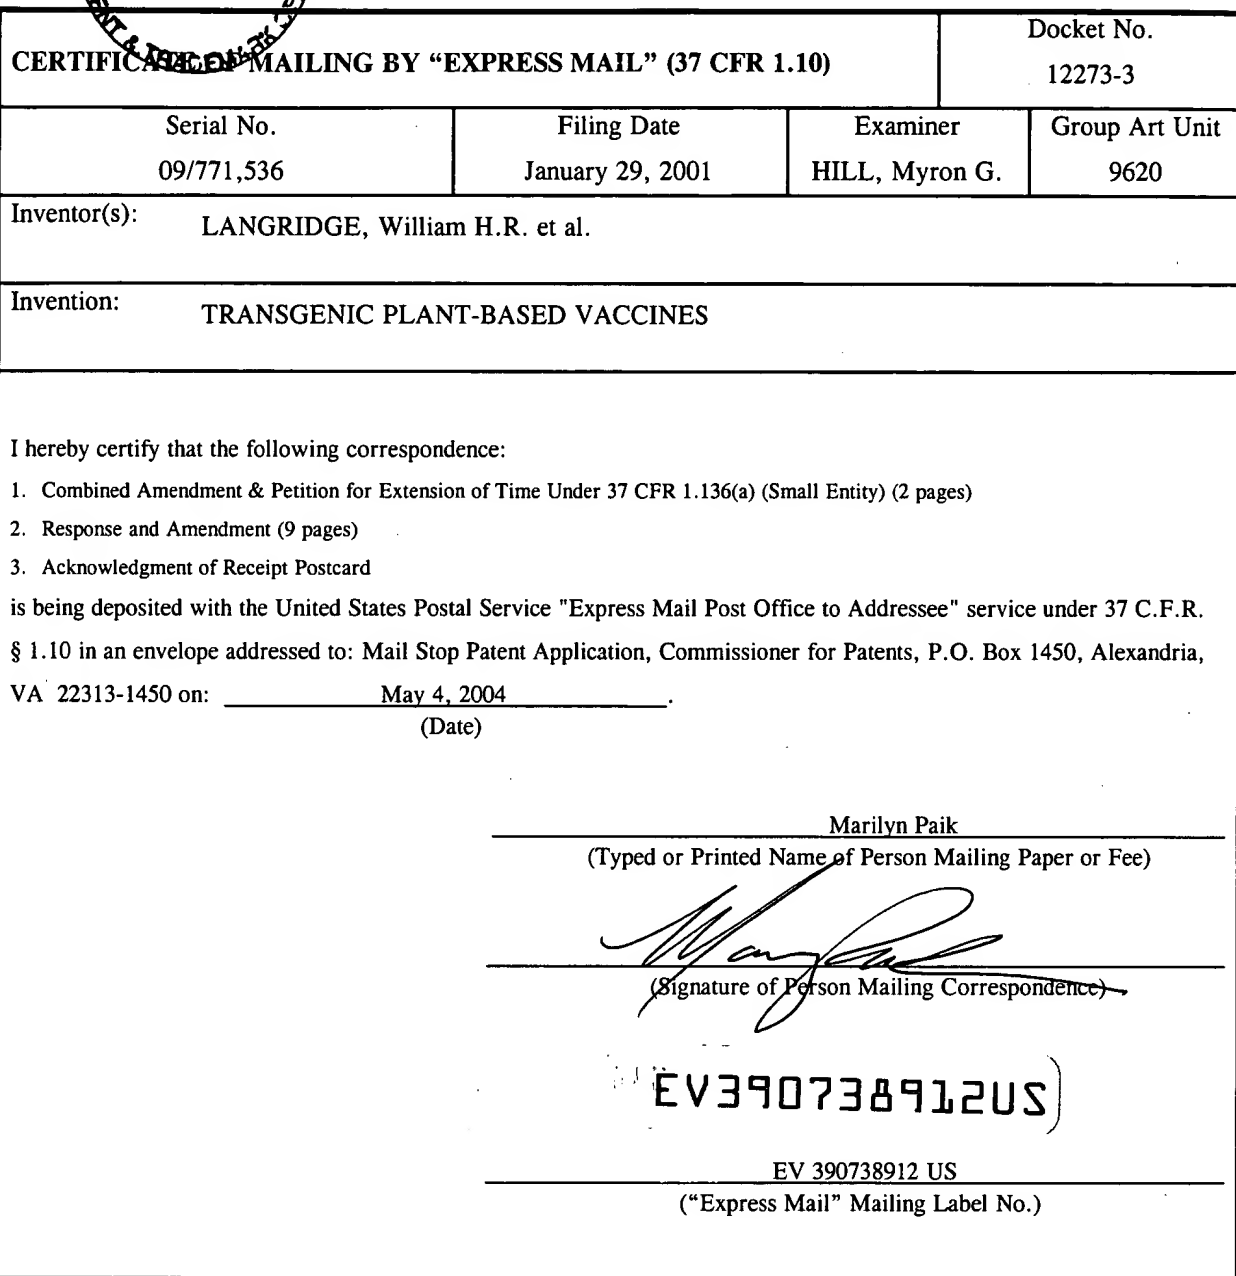 Docket No.
CERTIFICATE OF MAILING BY “EXPRESS MAIL” (37 CFR 1.10)
12273-3
Serial No. Filing Date Examiner Group Art Unit
09/771,536 January 29, 2001 HILL, Myron G. 9620
Inventor(s): LANGRIDGE, William H.R. et al.
Invention: TRANSGENIC PLANT-BASED VACCINES
I hereby certify that the following correspondence:
1. Combined Amendment & Petition for Extension of Time Under 37 CFR 1.136(a) (Small Entity) (2 pages)
2. Response and Amendment (9 pages)
3. Acknowledgment of Receipt Postcard
is being deposited with the United States Postal Service "Express Mail Post Office to Addressee" service under 37 C.F.R.
§ 1.10 in an envelope addressed to: Mail Stop Patent Application, Commissioner for Patents, P.O. Box 1450, Alexandria,
VA 22313-1450 on: May 4, 2004.
(Date)
Marilyn Paik
(Typed or Printed Name of Person Mailing Paper or Fee)
(Signature of Person Mailing Correspondence)
EV390738912US
EV 390738912 US
(“Express Mail” Mailing Label No.)